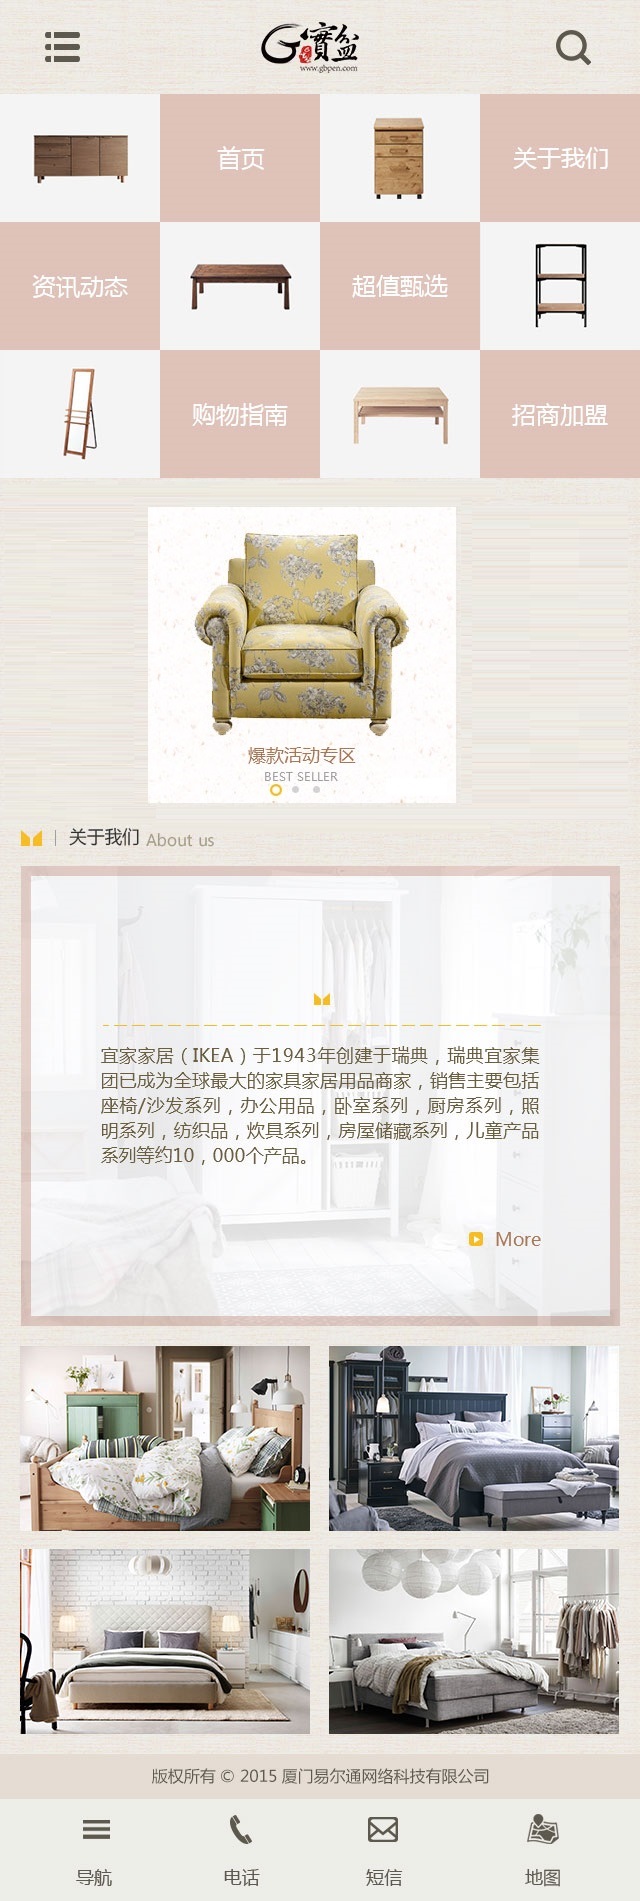 G實盆
www.gbpen.com
首页
关于我们
资讯动态
超值甄选
购物指南
招商加盟
爆款活动专区
BEST SELLER
关于我们 About us
宜家家居（IKEA）于1943年创建于瑞典，瑞典宜家集
团已成为全球最大的家具家居用品商家，销售主要包括
座椅/沙发系列，办公用品，卧室系列，厨房系列，照
明系列，纺织品，炊具系列，房屋储藏系列，儿童产品
系列等约10，000个产品。
More
版权所有 © 2015 厦门易尔通网络科技有限公司
导航
电话
短信
地图